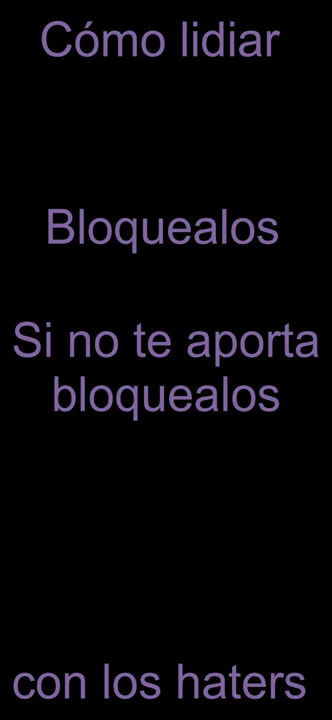 Cómo lidiar
Bloquealos
Si no te aporta
bloquealos
con los haters